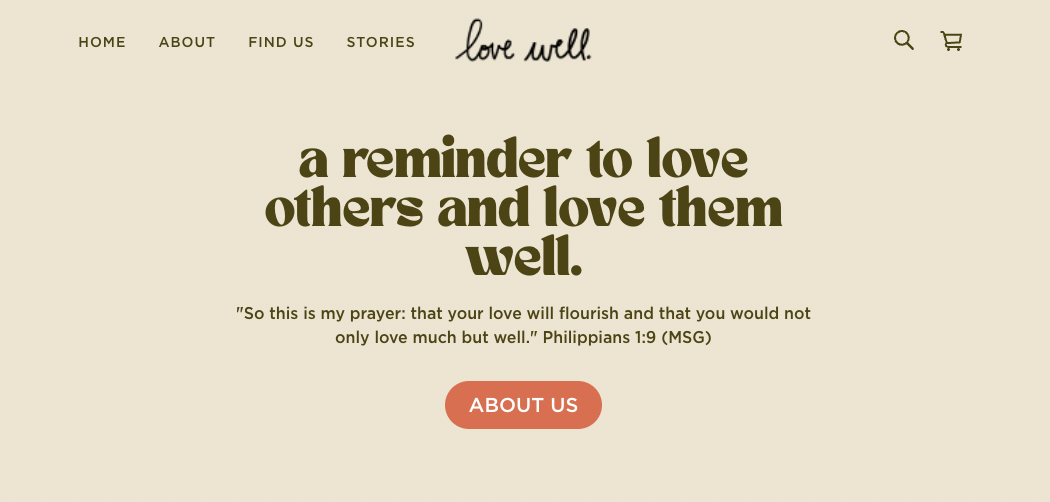 HOME ABOUT FIND US STORIES love well.
a reminder to love
others and love them
well.
"So this is my prayer: that your love will flourish and that you would not
only love much but well." Philippians 1:9 (MSG)
ABOUT US